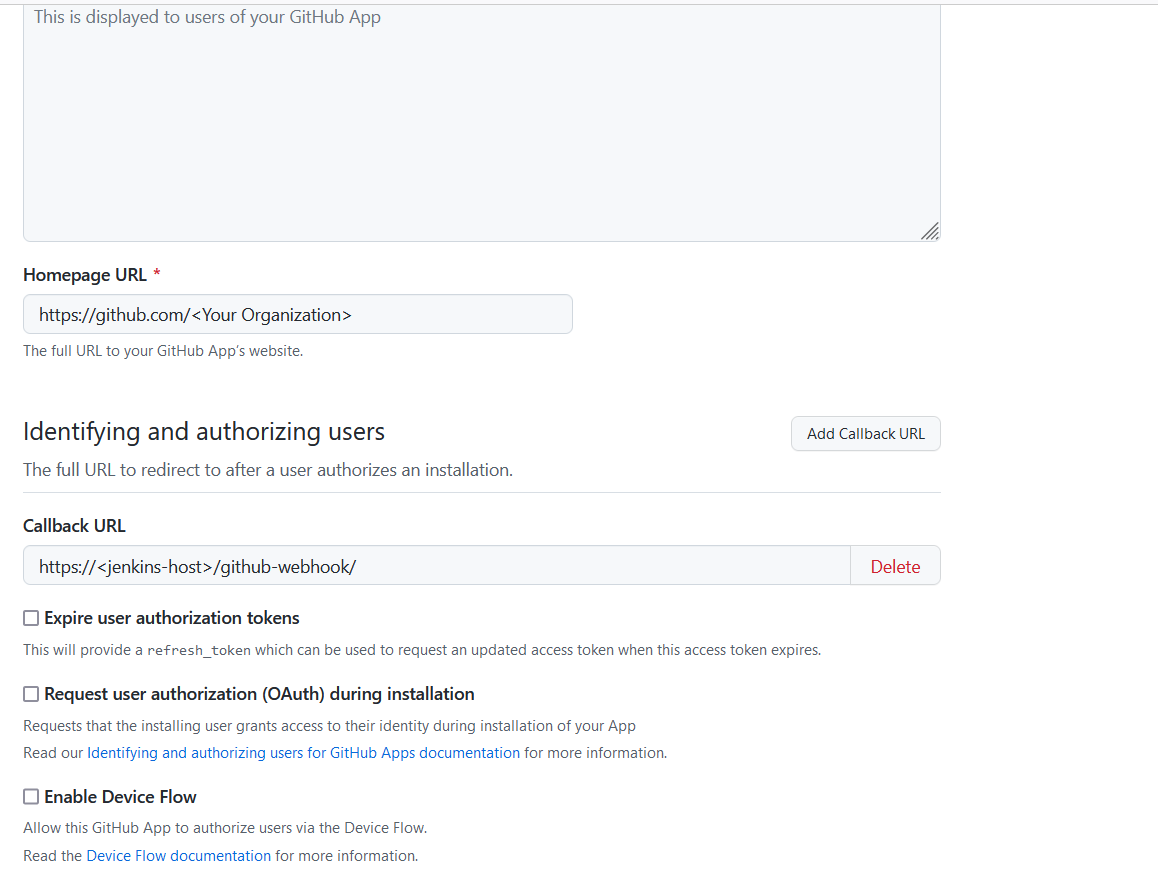 This is displayed to users of your GitHub App
Homepage URL *
https://github.com/<Your Organization>
The full URL to your GitHub App's website.
Identifying and authorizing users
Add Callback URL
The full URL to redirect to after a user authorizes an installation.
Callback URL
https://<jenkins-host>/github-webhook/
Delete
Expire user authorization tokens
This will provide a refresh_token which can be used to request an updated access token when this access token expires.
Request user authorization (OAuth) during installation
Requests that the installing user grants access to their identity during installation of your App
Read our Identifying and authorizing users for GitHub Apps documentation for more information.
Enable Device Flow
Allow this GitHub App to authorize users via the Device Flow.
Read the Device Flow documentation for more information.